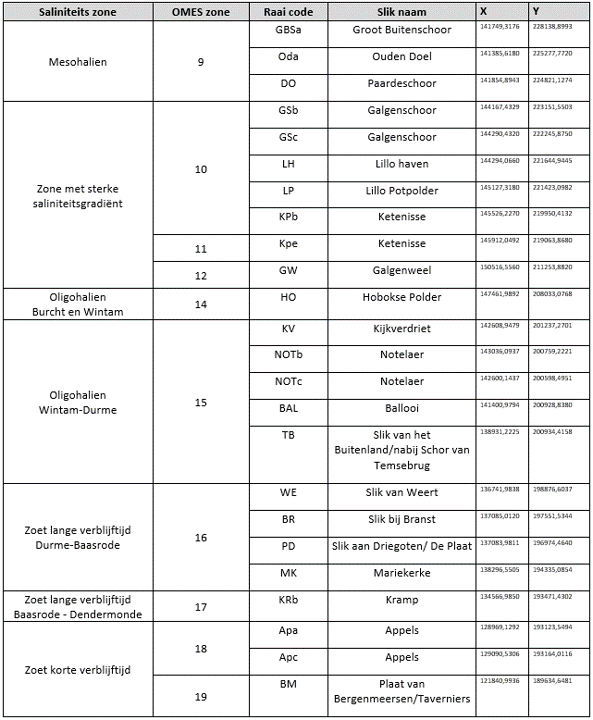 Saliniteits zone OMES zone Raai code Slik naam X Y
Mesohalien 9 GBSa Groot Buitenschoor 141749,3176 228138,8993
Oda Ouden Doel 141385,6180 225277,7720
DO Paardeschoor 141854,8943 224821,1274
Zone met sterke saliniteitsgradiënt 10 GSb Galgenschoor 144167,4329 223151,5503
GSc Galgenschoor 144290,4320 222245,8750
LH Lillo haven 144294,0660 221644,9445
LP Lillo Potpolder 145127,3180 221423,0982
KPb Ketenisse 145526,2270 219950,4132
11 Kpe Ketenisse 145912,0492 219063,8680
12 GW Galgenweel 150516,5560 211253,8820
Oligohalien Burcht en Wintam 14 HO Hobokse Polder 147461,9892 208033,0768
Oligohalien Wintam-Durme 15 KV Kijkverdriet 142608,9479 201237,2701
NOTb Notelaer 143036,0937 200759,2221
NOTc Notelaer 142600,1437 200598,4951
BAL Ballooi 141400,9794 200928,8380
TB Slik van het Buitenland/nabij Schor van Temsebrug 138931,2225 200934,4158
Zoet lange verblijftijd Durme-Baasrode 16 WE Slik van Weert 136741,9838 198876,6037
BR Slik bij Branst 137085,0120 197551,5344
PD Slik aan Driegoten/ De Plaat 137083,9811 196974,4640
MK Mariekerke 138296,5505 194335,0854
Zoet lange verblijftijd Baasrode - Dendermonde 17 KRb Kramp 134566,9850 193471,4302
Zoet korte verblijftijd 18 Apa Appels 128969,1292 193123,5494
Apc Appels 129090,5306 193164,0116
19 BM Plaat van Bergenmeersen/Taverniers 121840,9936 189634,6481